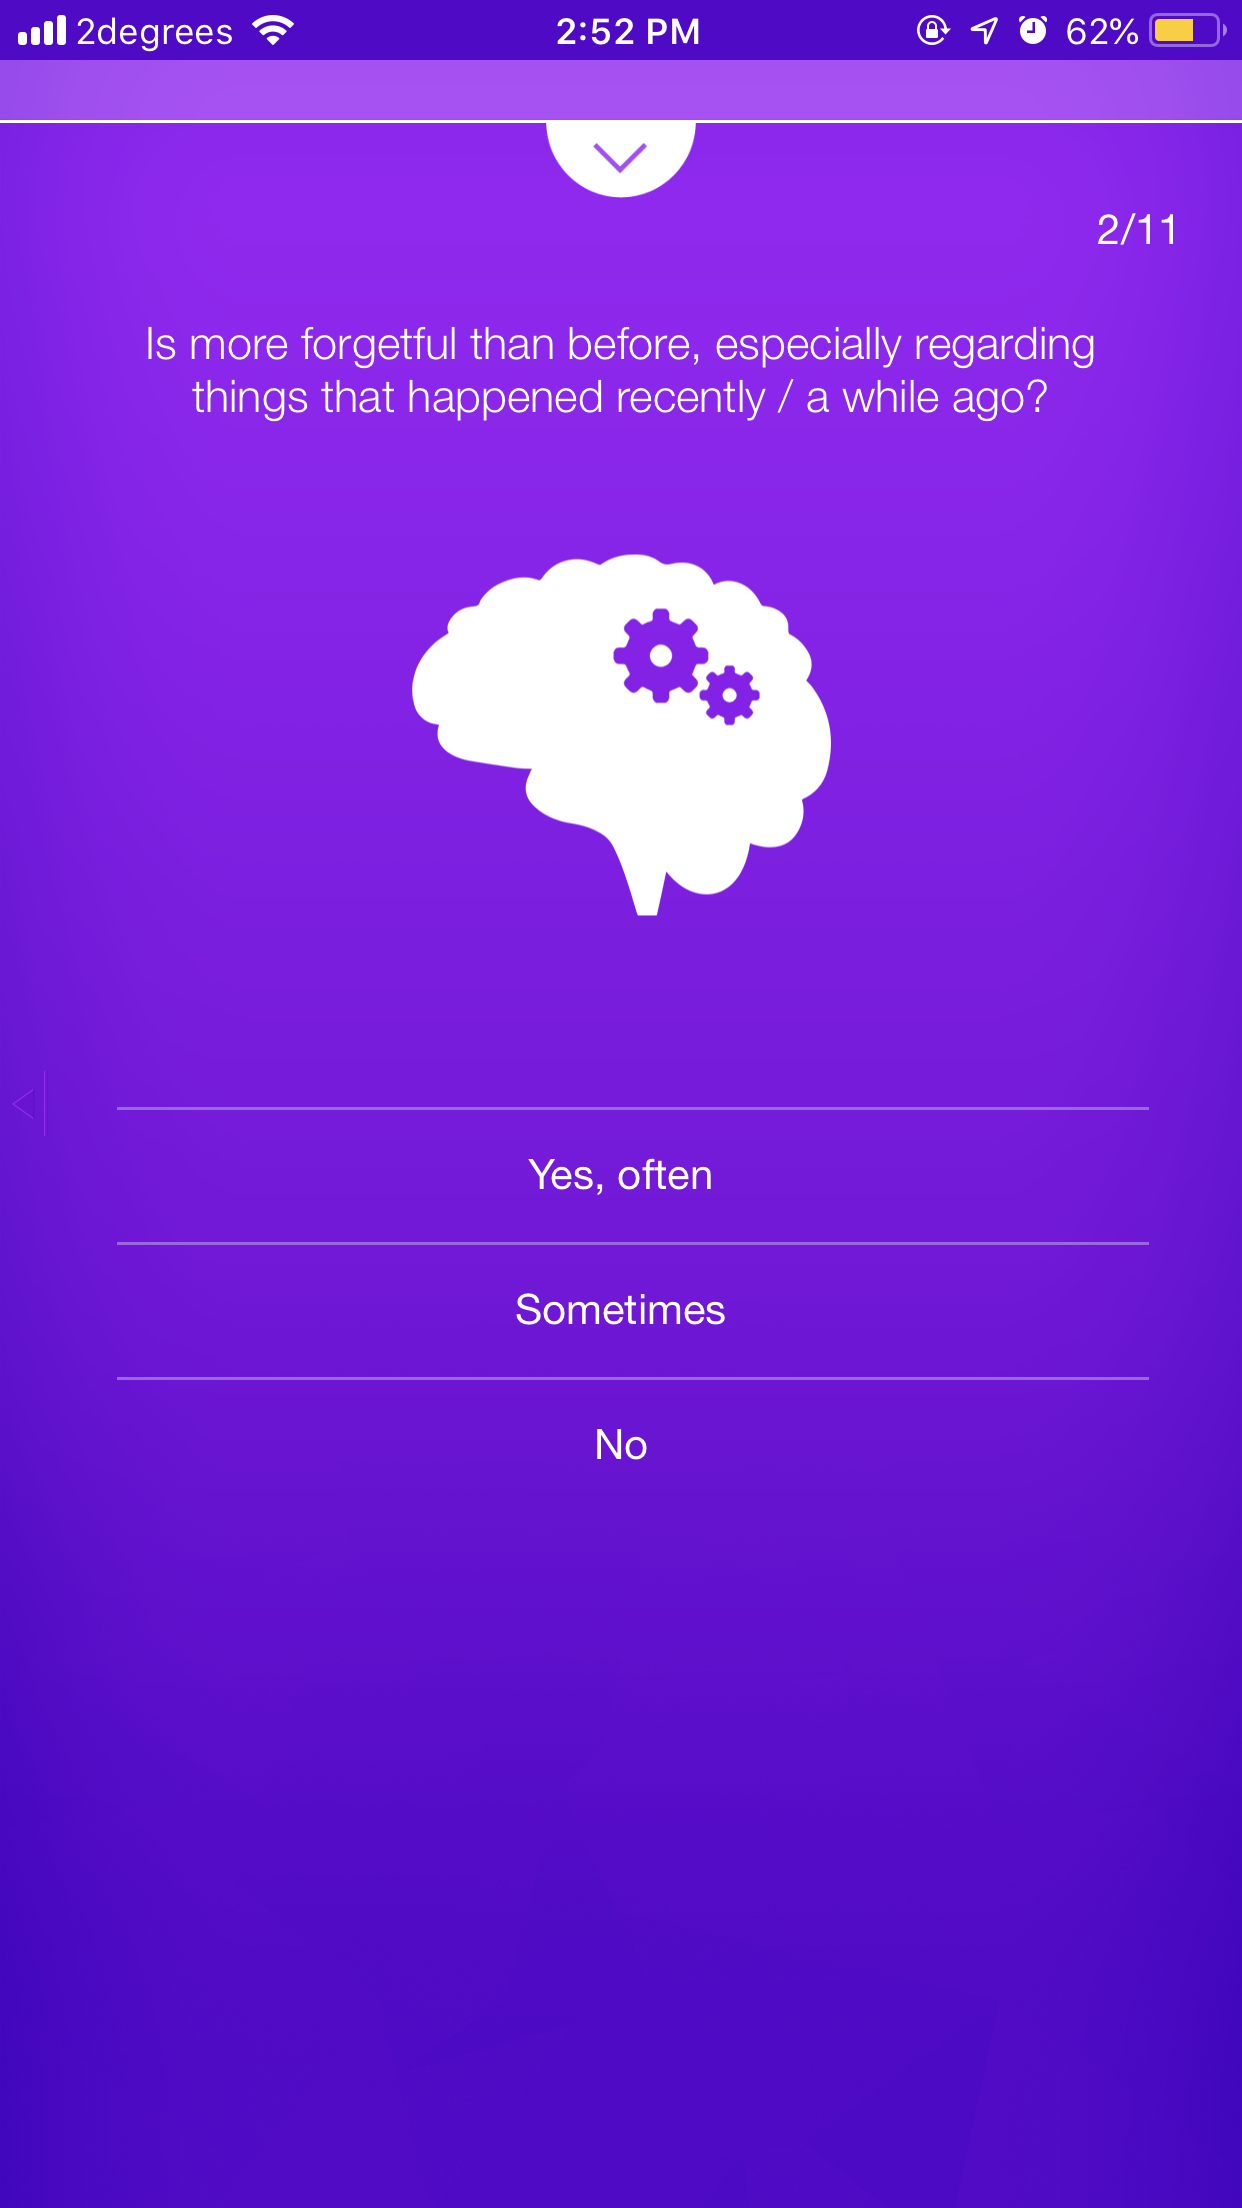 2degrees 2:52 PM 62%
2/11
Is more forgetful than before, especially regarding
things that happened recently / a while ago?
Yes, often
Sometimes
No